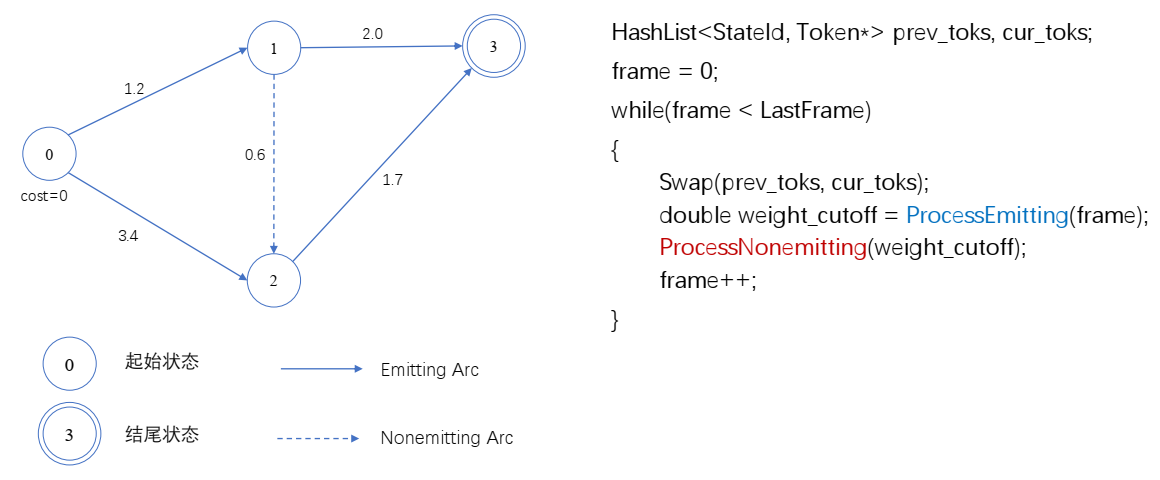 1
2.0
3
1.2
0
cost=0
0.6
1.7
3.4
2
0
起始状态
Emitting Arc
3
结尾状态
Nonemitting Arc
HashList<StateId, Token*> prev_toks, cur_toks;
frame = 0;
while(frame < LastFrame)
{
Swap(prev_toks, cur_toks);
double weight_cutoff = ProcessEmitting(frame);
ProcessNonemitting(weight_cutoff);
frame++;
}